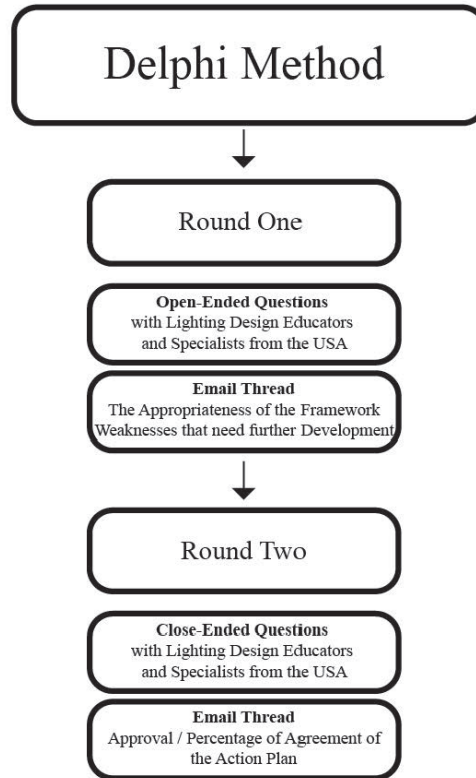 Delphi Method
Round One
Open-Ended Questions
with Lighting Design Educators
and Specialists from the USA
Email Thread
The Appropriateness of the Framework
Weaknesses that need further Development
Round Two
Close-Ended Questions
with Lighting Design Educators
and Specialists from the USA
Email Thread
Approval / Percentage of Agreement of
the Action Plan